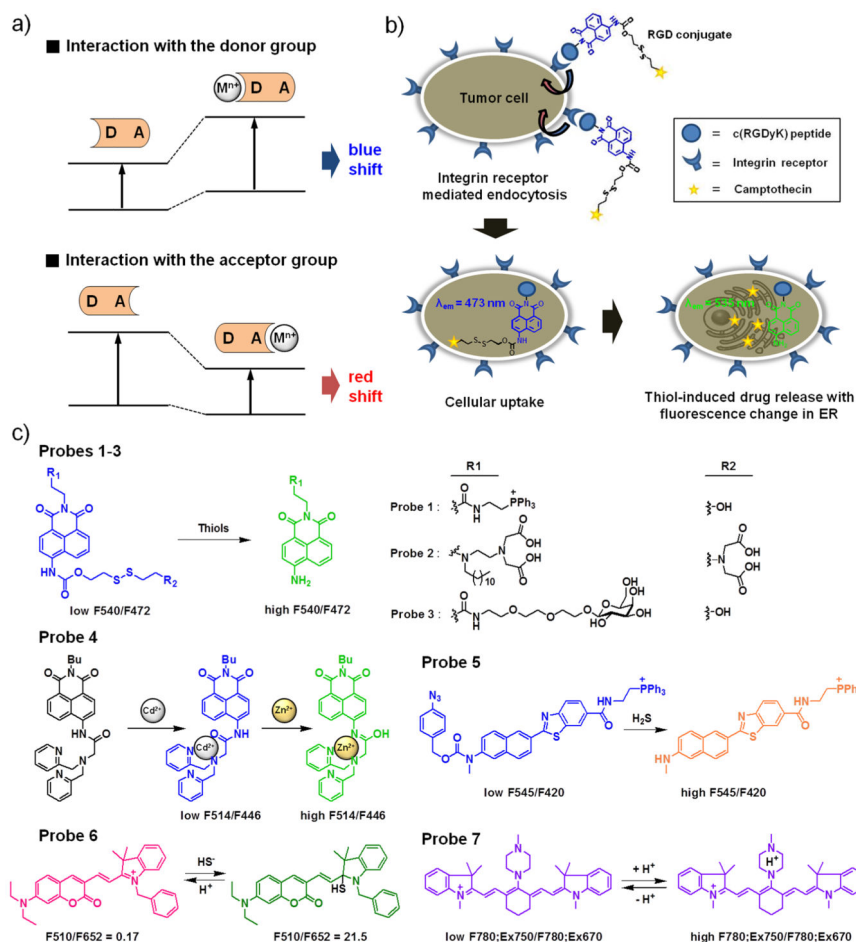 a)
■ Interaction with the donor group
Mn+
D A
D A
blue
shift
■ Interaction with the acceptor group
D A
D A
Mn+
red
shift
b)
RGD conjugate
Tumor cell
Integrin receptor
mediated endocytosis
= c(RGDyK) peptide
= Integrin receptor
= Camptothecin
λem = 473 nm
Cellular uptake
Thiol-induced drug release with
fluorescence change in ER
c)
Probes 1-3
Thiols
low F540/F472
high F540/F472
R1
R2
Probe 1 :
Probe 2 :
Probe 3 :
Probe 4
Cd2+
Cd2+
Zn2+
Zn2+
low F514/F446
high F514/F446
Probe 5
H2S
low F545/F420
high F545/F420
Probe 6
HS-
H+
F510/F652 = 0.17
F510/F652 = 21.5
Probe 7
+ H+
- H+
H+
low F780;Ex750/F780;Ex670
high F780;Ex750/F780;Ex670